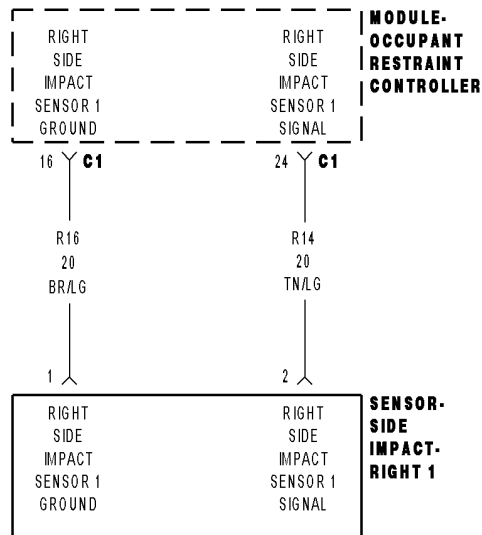 MODULE-
OCCUPANT
RESTRAINT
CONTROLLER
RIGHT
SIDE
IMPACT
SENSOR 1
GROUND
RIGHT
SIDE
IMPACT
SENSOR 1
SIGNAL
16 C1
24 C1
R16
20
BR/LG
R14
20
TN/LG
1
2
RIGHT
SIDE
IMPACT
SENSOR 1
GROUND
RIGHT
SIDE
IMPACT
SENSOR 1
SIGNAL
SENSOR-
SIDE
IMPACT-
RIGHT 1